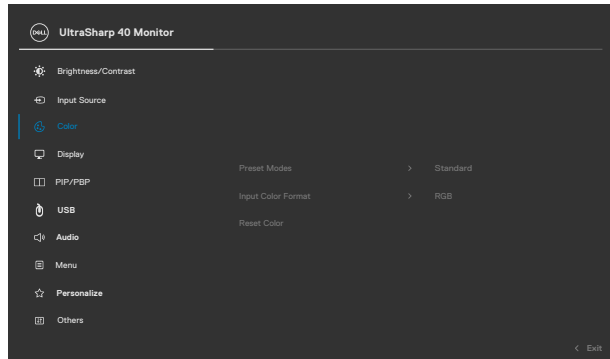 DELL UltraSharp 40 Monitor
Brightness/Contrast
Input Source
Color
Display
Preset Modes > Standard
PIP/PBP
Input Color Format > RGB
USB
Reset Color
Audio
Menu
Personalize
Others
< Exit